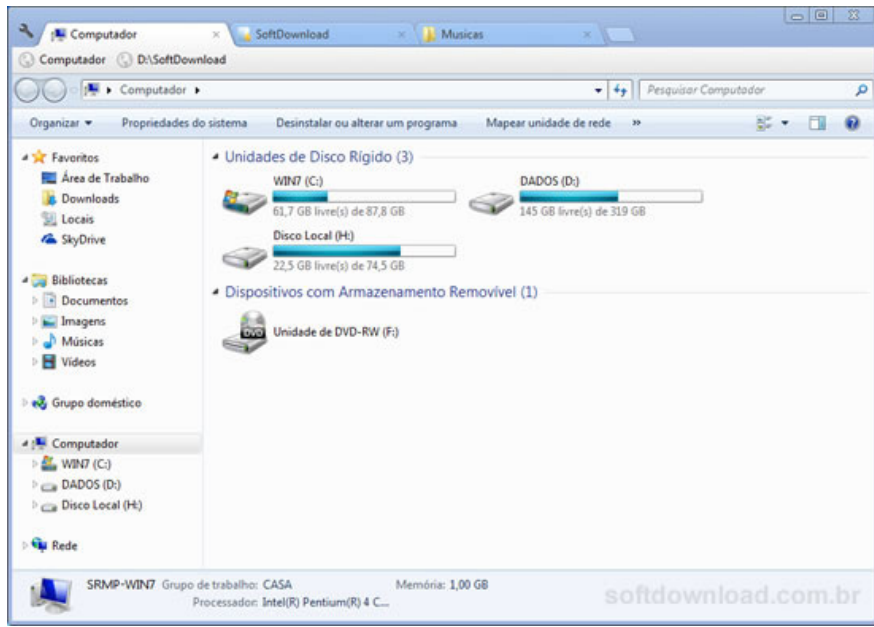 Computador
SoftDownload
Musicas
Computador D:\SoftDownload
Computador
Pesquisar Computador
Organizar Propriedades do sistema Desinstalar ou alterar um programa Mapear unidade de rede »
Favoritos
Área de Trabalho
Downloads
Locais
SkyDrive
Bibliotecas
Documentos
Imagens
Músicas
Vídeos
Grupo doméstico
Computador
WIN7 (C:)
DADOS (D:)
Disco Local (H:)
Rede
Unidades de Disco Rígido (3)
WIN7 (C:)
61,7 GB livre(s) de 87,8 GB
DADOS (D:)
145 GB livre(s) de 319 GB
Disco Local (H:)
22,5 GB livre(s) de 74,5 GB
Dispositivos com Armazenamento Removível (1)
DVD
Unidade de DVD-RW (F:)
SRMP-WIN7 Grupo de trabalho: CASA Memória: 1,00 GB
Processador: Intel(R) Pentium(R) 4 C...
softdownload.com.br